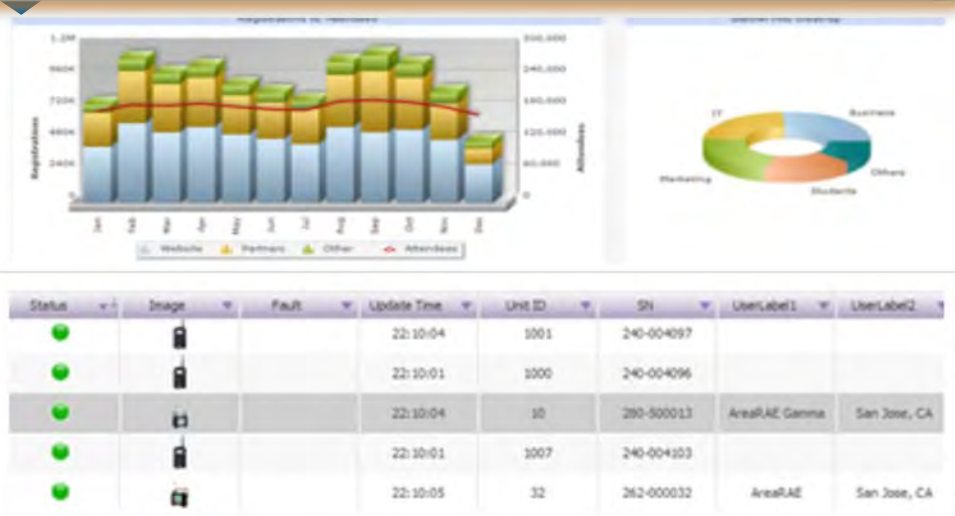 1.2M 300,000
960K 240,000
720K 180,000
480K 120,000
240K 60,000
0 0
Registrations
Attendees
Jan Feb Mar Apr May Jun Jul Aug Sep Oct Nov Dec
Website Partners Other Attendees
IT Business
Others
Marketing
Students
Status Image Fault Update Time Unit ID SN UserLabel1 UserLabel2
22:10:04 1001 240-004097
22:10:01 1000 240-004096
22:10:04 10 280-500013 AreaRAE Gamma San Jose, CA
22:10:01 1007 240-004103
22:10:05 32 262-000032 AreaRAE San Jose, CA